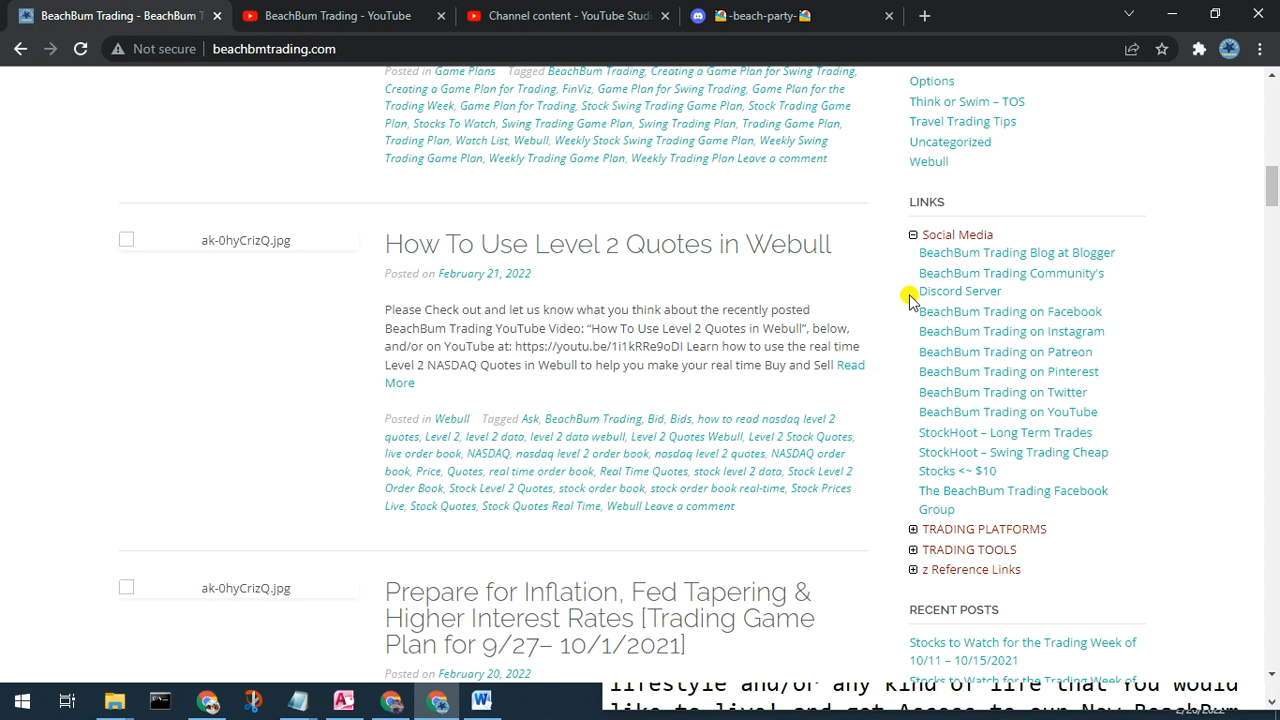 BeachBum Trading - BeachBum T
BeachBum Trading - YouTube
Channel content - YouTube Studi
-beach-party-
Not secure
beachbmtrading.com
Posted in Game Plans Tagged BeachBum Trading, Creating a Game Plan for Swing Trading,
Creating a Game Plan for Trading, FinViz, Game Plan for Swing Trading, Game Plan for the
Trading Week, Game Plan for Trading, Stock Swing Trading Game Plan, Stock Trading Game
Plan, Stocks To Watch, Swing Trading Game Plan, Swing Trading Plan, Trading Game Plan,
Trading Plan, Watch List, Webull, Weekly Stock Swing Trading Game Plan, Weekly Swing
Trading Game Plan, Weekly Trading Game Plan, Weekly Trading Plan Leave a comment
ak-0hyCrizQ.jpg
How To Use Level 2 Quotes in Webull
Posted on February 21, 2022
Please Check out and let us know what you think about the recently posted
BeachBum Trading YouTube Video: “How To Use Level 2 Quotes in Webull”, below,
and/or on YouTube at: https://youtu.be/1i1kRRe9oDI Learn how to use the real time
Level 2 NASDAQ Quotes in Webull to help you make your real time Buy and Sell Read
More
Posted in Webull Tagged Ask, BeachBum Trading, Bid, Bids, how to read nasdaq level 2
quotes, Level 2, level 2 data, level 2 data webull, Level 2 Quotes Webull, Level 2 Stock Quotes,
live order book, NASDAQ, nasdaq level 2 order book, nasdaq level 2 quotes, NASDAQ order
book, Price, Quotes, real time order book, Real Time Quotes, stock level 2 data, Stock Level 2
Order Book, Stock Level 2 Quotes, stock order book, stock order book real-time, Stock Prices
Live, Stock Quotes, Stock Quotes Real Time, Webull Leave a comment
ak-0hyCrizQ.jpg
Prepare for Inflation, Fed Tapering &
Higher Interest Rates [Trading Game
Plan for 9/27– 10/1/2021]
Posted on February 20, 2022
Options
Think or Swim – TOS
Travel Trading Tips
Uncategorized
Webull
LINKS
Social Media
BeachBum Trading Blog at Blogger
BeachBum Trading Community's
Discord Server
BeachBum Trading on Facebook
BeachBum Trading on Instagram
BeachBum Trading on Patreon
BeachBum Trading on Pinterest
BeachBum Trading on Twitter
BeachBum Trading on YouTube
StockHoot – Long Term Trades
StockHoot – Swing Trading Cheap
Stocks <~ $10
The BeachBum Trading Facebook
Group
TRADING PLATFORMS
TRADING TOOLS
z Reference Links
RECENT POSTS
Stocks to Watch for the Trading Week of
10/11 – 10/15/2021
Stocks to Watch for the Trading Week of
lifestyle and/or any kind of life that You would
like to live! and get Access to our New BeachBum